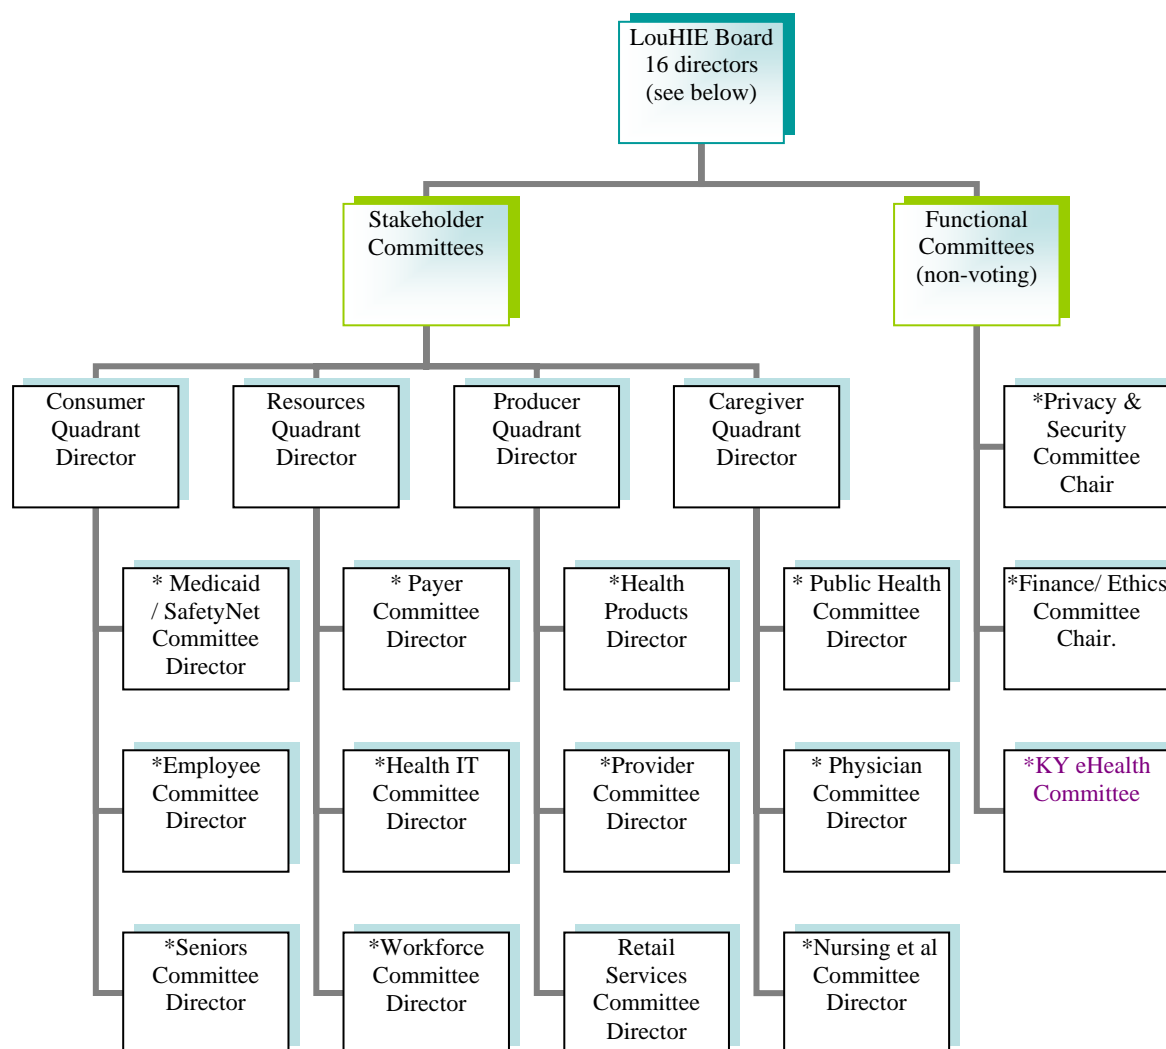 LouHIE Board
16 directors
(see below)
Stakeholder
Committees
Functional
Committees
(non-voting)
Consumer
Quadrant
Director
Resources
Quadrant
Director
Producer
Quadrant
Director
Caregiver
Quadrant
Director
*Privacy &
Security
Committee
Chair
* Medicaid
/ SafetyNet
Committee
Director
* Payer
Committee
Director
*Health
Products
Director
* Public Health
Committee
Director
*Finance/ Ethics
Committee
Chair.
*Employee
Committee
Director
*Health IT
Committee
Director
*Provider
Committee
Director
* Physician
Committee
Director
*KY eHealth
Committee
*Seniors
Committee
Director
*Workforce
Committee
Director
Retail
Services
Committee
Director
*Nursing et al
Committee
Director